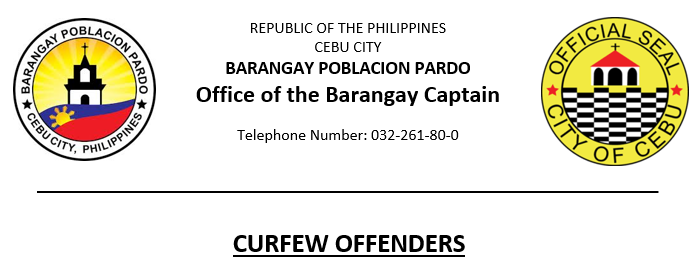 REPUBLIC OF THE PHILIPPINES
CEBU CITY
BARANGAY POBLACION PARDO
Office of the Barangay Captain
Telephone Number: 032-261-80-0
BARANGAY POBLACION PARDO
CEBU CITY, PHILIPPINES
OFFICIAL SEAL
CITY OF CEBU
CURFEW OFFENDERS